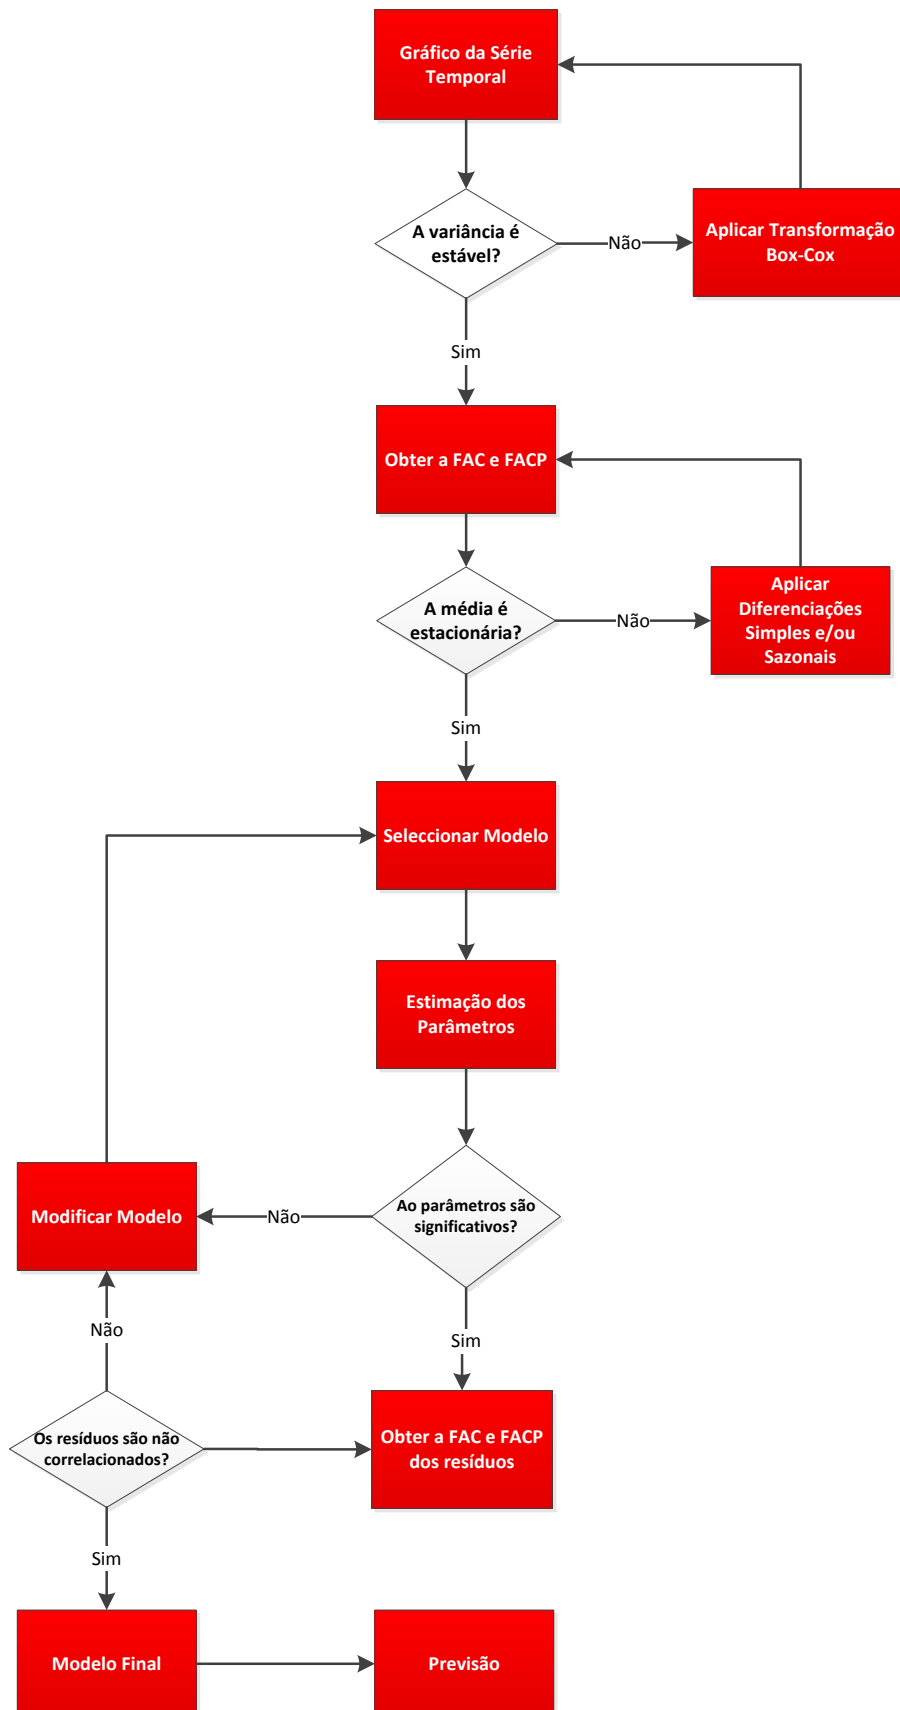 Gráfico da Série
Temporal
A variância é
estável?
Não
Aplicar Transformação
Box-Cox
Sim
Obter a FAC e FACP
A média é
estacionária?
Não
Aplicar
Diferenciações
Simples e/ou
Sazonais
Sim
Seleccionar Modelo
Estimação dos
Parâmetros
Ao parâmetros são
significativos?
Não
Modificar Modelo
Sim
Não
Os resíduos são não
correlacionados?
Obter a FAC e FACP
dos resíduos
Sim
Modelo Final
Previsão